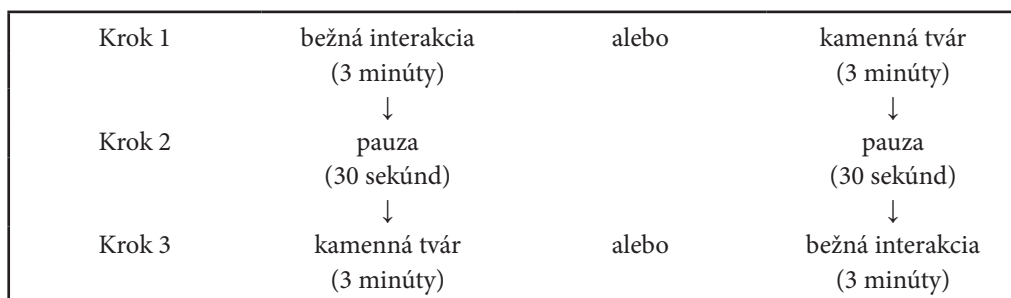 Krok 1 bežná interakcia alebo kamenná tvár
(3 minúty) (3 minúty)
↓ ↓
Krok 2 pauza pauza
(30 sekúnd) (30 sekúnd)
↓ ↓
Krok 3 kamenná tvár alebo bežná interakcia
(3 minúty) (3 minúty)